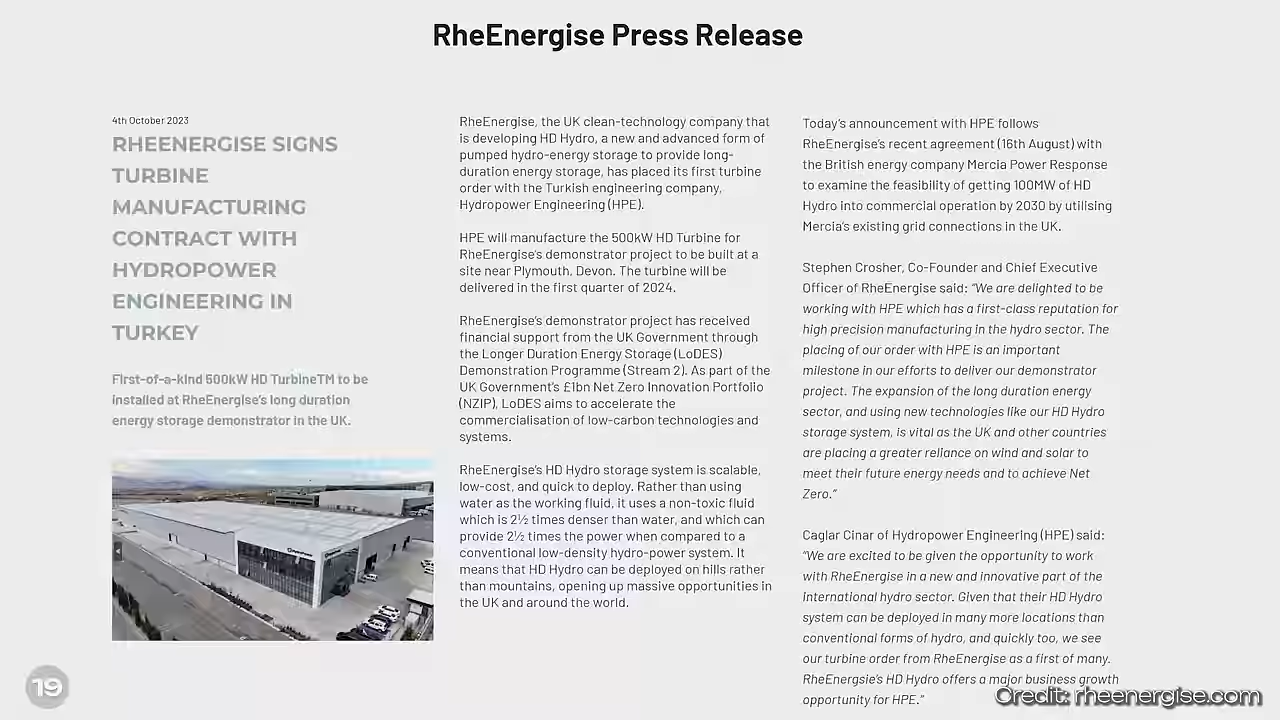 RheEnergise Press Release
4th October 2023
RHEENERGISE SIGNS
TURBINE
MANUFACTURING
CONTRACT WITH
HYDROPOWER
ENGINEERING IN
TURKEY
First-of-a-kind 500kW HD TurbineTM to be
installed at RheEnergise's long duration
energy storage demonstrator in the UK.
RheEnergise, the UK clean-technology company that
is developing HD Hydro, a new and advanced form of
pumped hydro-energy storage to provide long-
duration energy storage, has placed its first turbine
order with the Turkish engineering company,
Hydropower Engineering (HPE).
HPE will manufacture the 500kW HD Turbine for
RheEnergise's demonstrator project to be built at a
site near Plymouth, Devon. The turbine will be
delivered in the first quarter of 2024.
RheEnergise's demonstrator project has received
financial support from the UK Government through
the Longer Duration Energy Storage (LoDES)
Demonstration Programme (Stream 2). As part of the
UK Government's £1bn Net Zero Innovation Portfolio
(NZIP), LoDES aims to accelerate the
commercialisation of low-carbon technologies and
systems.
RheEnergise's HD Hydro storage system is scalable,
low-cost, and quick to deploy. Rather than using
water as the working fluid, it uses a non-toxic fluid
which is 2½ times denser than water, and which can
provide 2½ times the power when compared to a
conventional low-density hydro-power system. It
means that HD Hydro can be deployed on hills rather
than mountains, opening up massive opportunities in
the UK and around the world.
Today's announcement with HPE follows
RheEnergise's recent agreement (16th August) with
the British energy company Mercia Power Response
to examine the feasibility of getting 100MW of HD
Hydro into commercial operation by 2030 by utilising
Mercia's existing grid connections in the UK.
Stephen Crosher, Co-Founder and Chief Executive
Officer of RheEnergise said: "We are delighted to be
working with HPE which has a first-class reputation for
high precision manufacturing in the hydro sector. The
placing of our order with HPE is an important
milestone in our efforts to deliver our demonstrator
project. The expansion of the long duration energy
sector, and using new technologies like our HD Hydro
storage system, is vital as the UK and other countries
are placing a greater reliance on wind and solar to
meet their future energy needs and to achieve Net
Zero."
Caglar Cinar of Hydropower Engineering (HPE) said:
"We are excited to be given the opportunity to work
with RheEnergise in a new and innovative part of the
international hydro sector. Given that their HD Hydro
system can be deployed in many more locations than
conventional forms of hydro, and quickly too, we see
our turbine order from RheEnergise as a first of many.
RheEnergsie's HD Hydro offers a major business growth
opportunity for HPE."
19
Credit: rheenergise.com